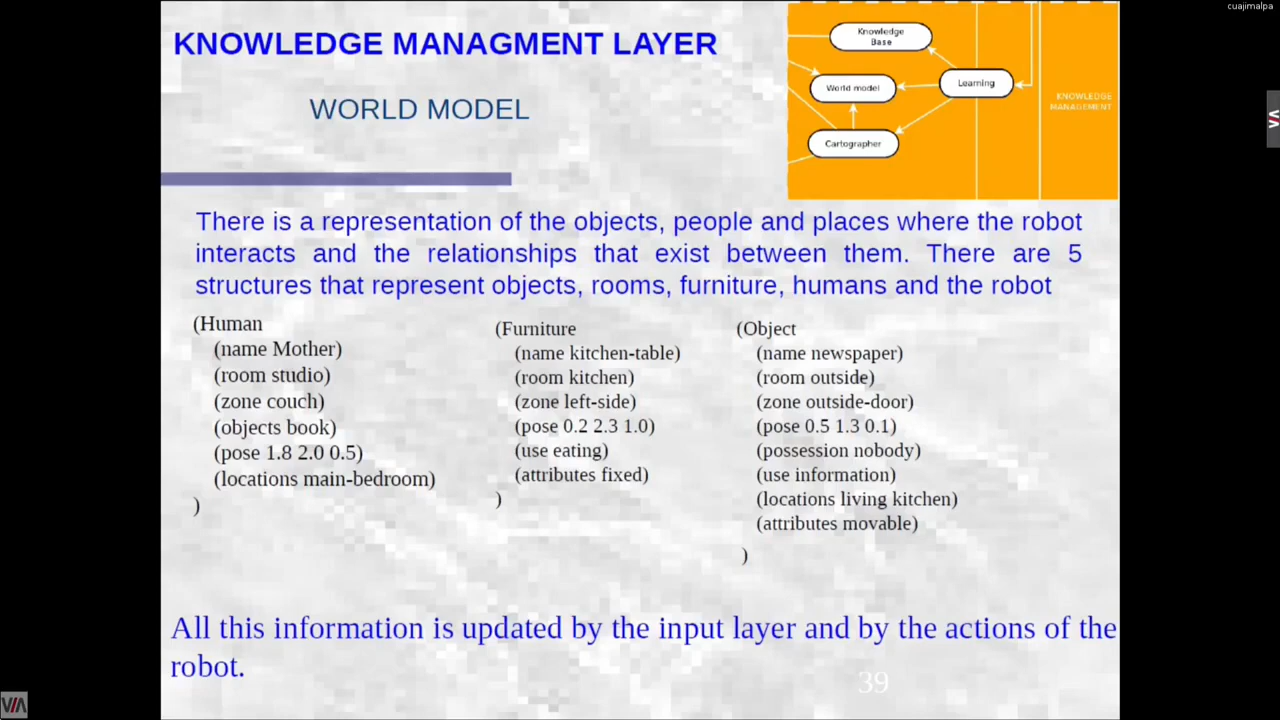 cuajimalpa
KNOWLEDGE MANAGMENT LAYER
WORLD MODEL
Knowledge
Base
World model
Learning
Cartographer
KNOWLEDGE
MANAGEMENT
There is a representation of the objects, people and places where the robot
interacts and the relationships that exist between them. There are 5
structures that represent objects, rooms, furniture, humans and the robot
(Human
(name Mother)
(room studio)
(zone couch)
(objects book)
(pose 1.8 2.0 0.5)
(locations main-bedroom)
)
(Furniture
(name kitchen-table)
(room kitchen)
(zone left-side)
(pose 0.2 2.3 1.0)
(use eating)
(attributes fixed)
)
(Object
(name newspaper)
(room outside)
(zone outside-door)
(pose 0.5 1.3 0.1)
(possession nobody)
(use information)
(locations living kitchen)
(attributes movable)
)
All this information is updated by the input layer and by the actions of the
robot.
39
VIA